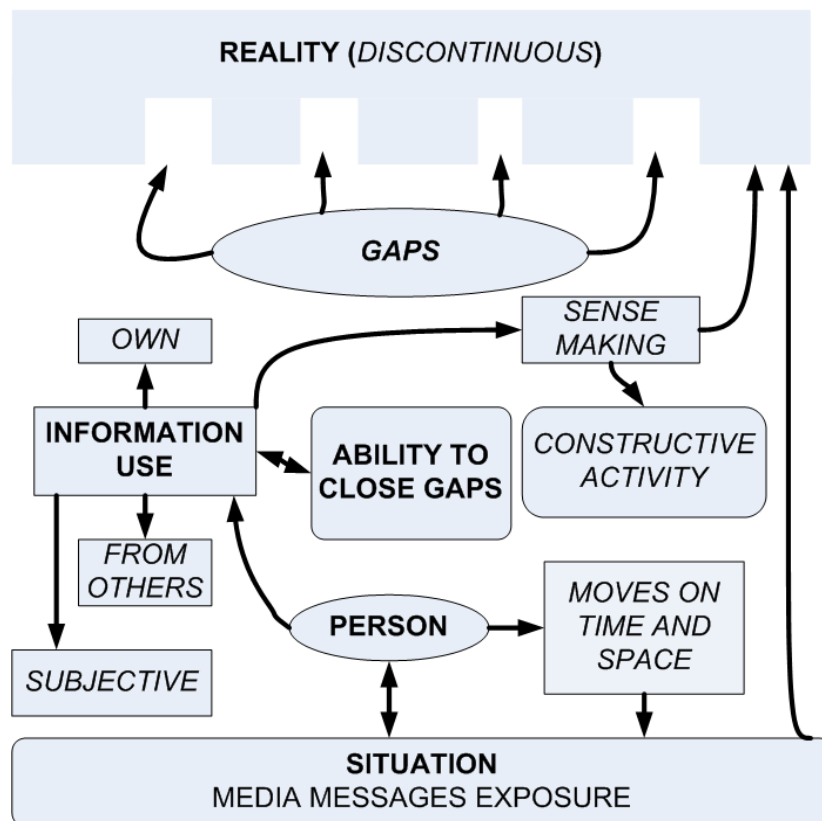 REALITY (DISCONTINUOUS)
GAPS
SENSE
MAKING
OWN
INFORMATION
USE
ABILITY TO
CLOSE GAPS
CONSTRUCTIVE
ACTIVITY
FROM
OTHERS
MOVES ON
TIME AND
SPACE
PERSON
SUBJECTIVE
SITUATION
MEDIA MESSAGES EXPOSURE